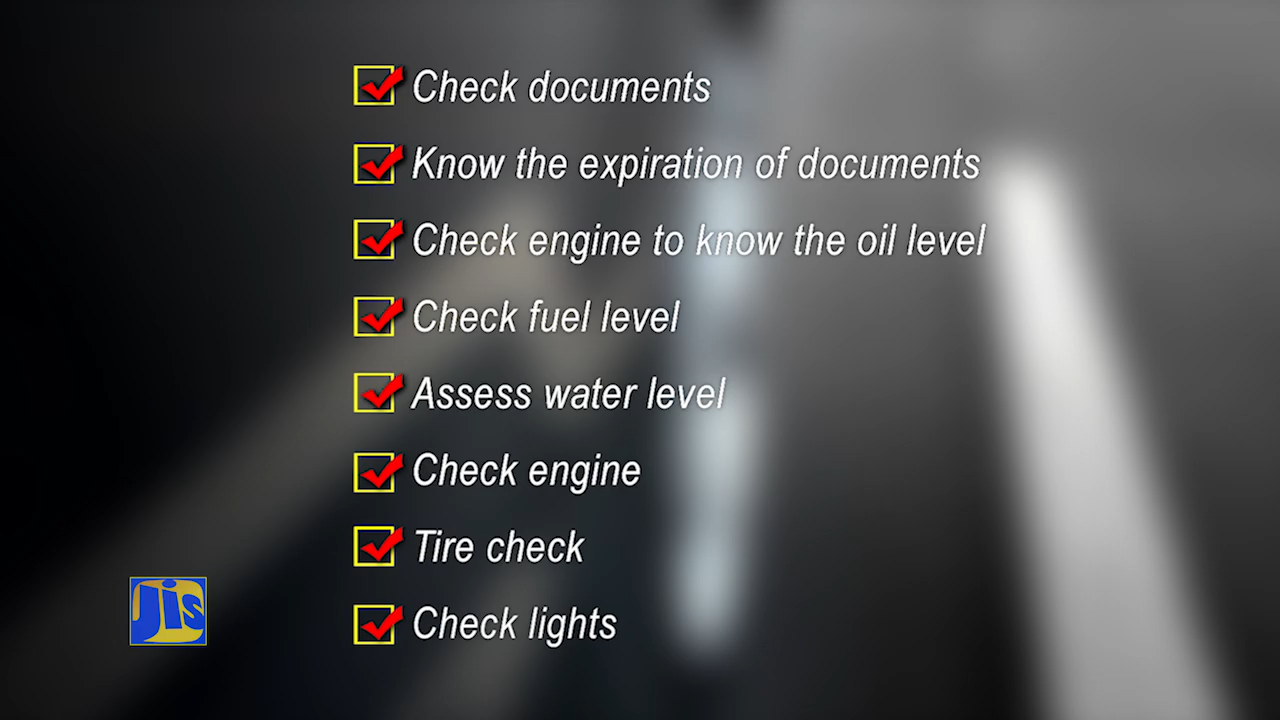 Check documents
Know the expiration of documents
Check engine to know the oil level
Check fuel level
Assess water level
Check engine
Tire check
Check lights
Jis